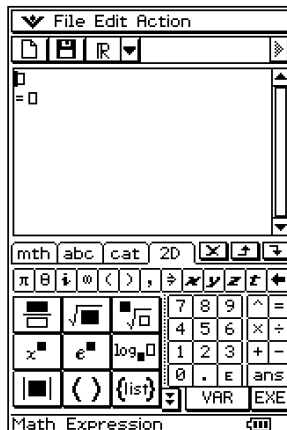 File Edit Action
ℝ
=
mth abc cat 2D
π θ i ∞ ( ) , ⇒ x y z t ←
√■ ■√□ 7 8 9 ^ =
4 5 6 × ÷
x■ e■ log■□ 1 2 3 + -
|■| ( ) {list} 0 . E ans
VAR EXE
Math Expression